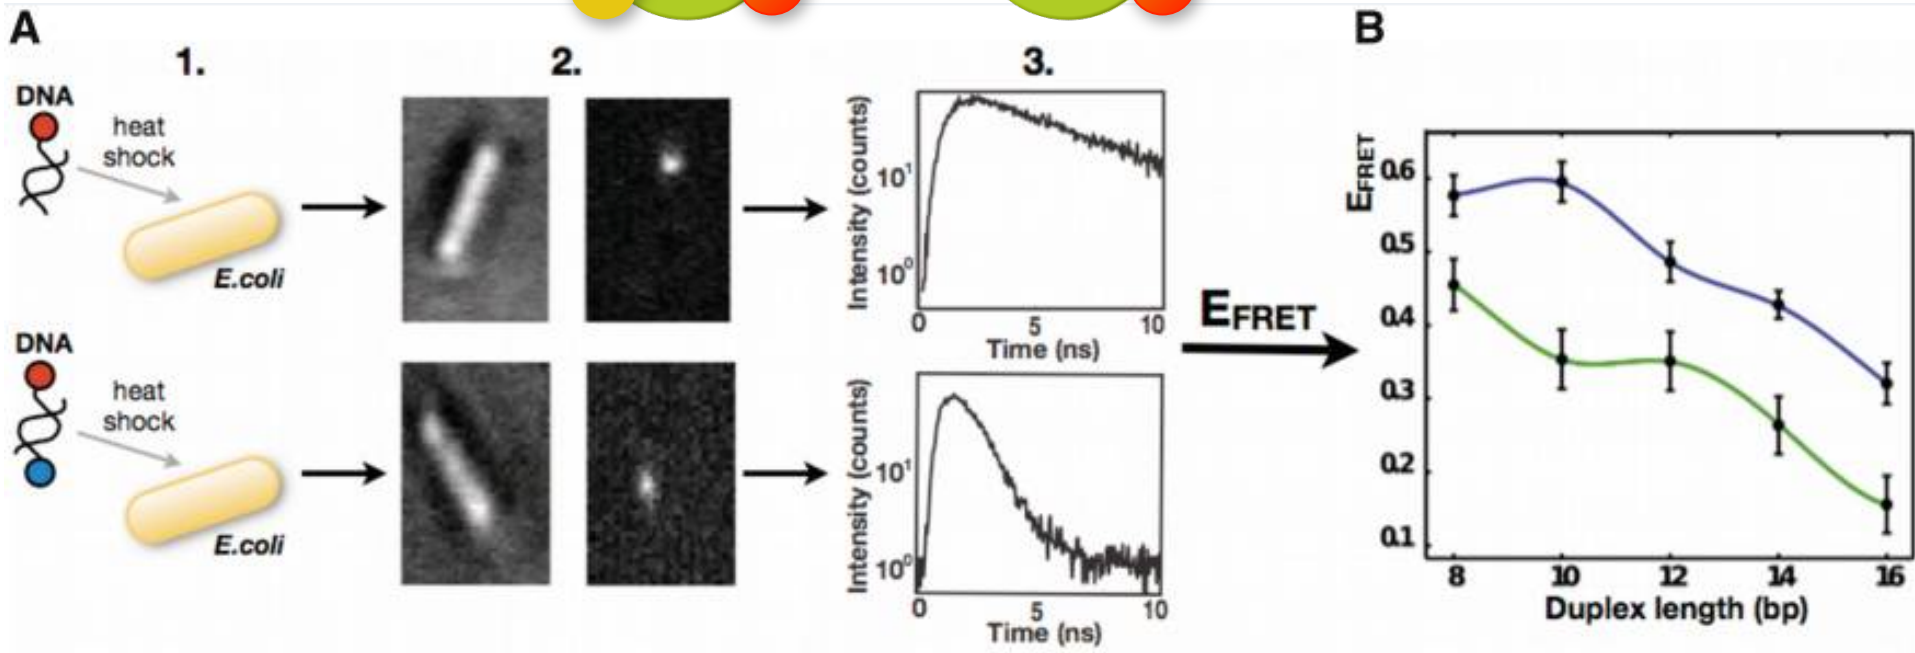 A
1.
2.
3.
B
DNA
heat
shock
E.coli
DNA
heat
shock
E.coli
Intensity (counts)
10¹
10⁰
0
5
10
Time (ns)
Intensity (counts)
10¹
10⁰
0
5
10
Time (ns)
EFRET
EFRET
0.6
0.5
0.4
0.3
0.2
0.1
8
10
12
14
16
Duplex length (bp)